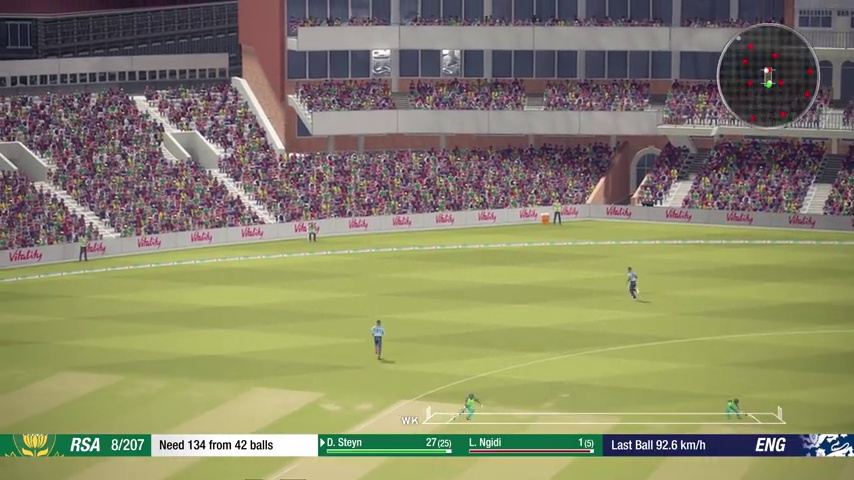 Vitality Vitality Vitality Vitality Vitality Vitality Vitality Vitality Vitality Vitality Vitality Vitality Vitality
WK
RSA 8/207 Need 134 from 42 balls D. Steyn 27 (25) L. Ngidi 1 (5) Last Ball 92.6 km/h ENG